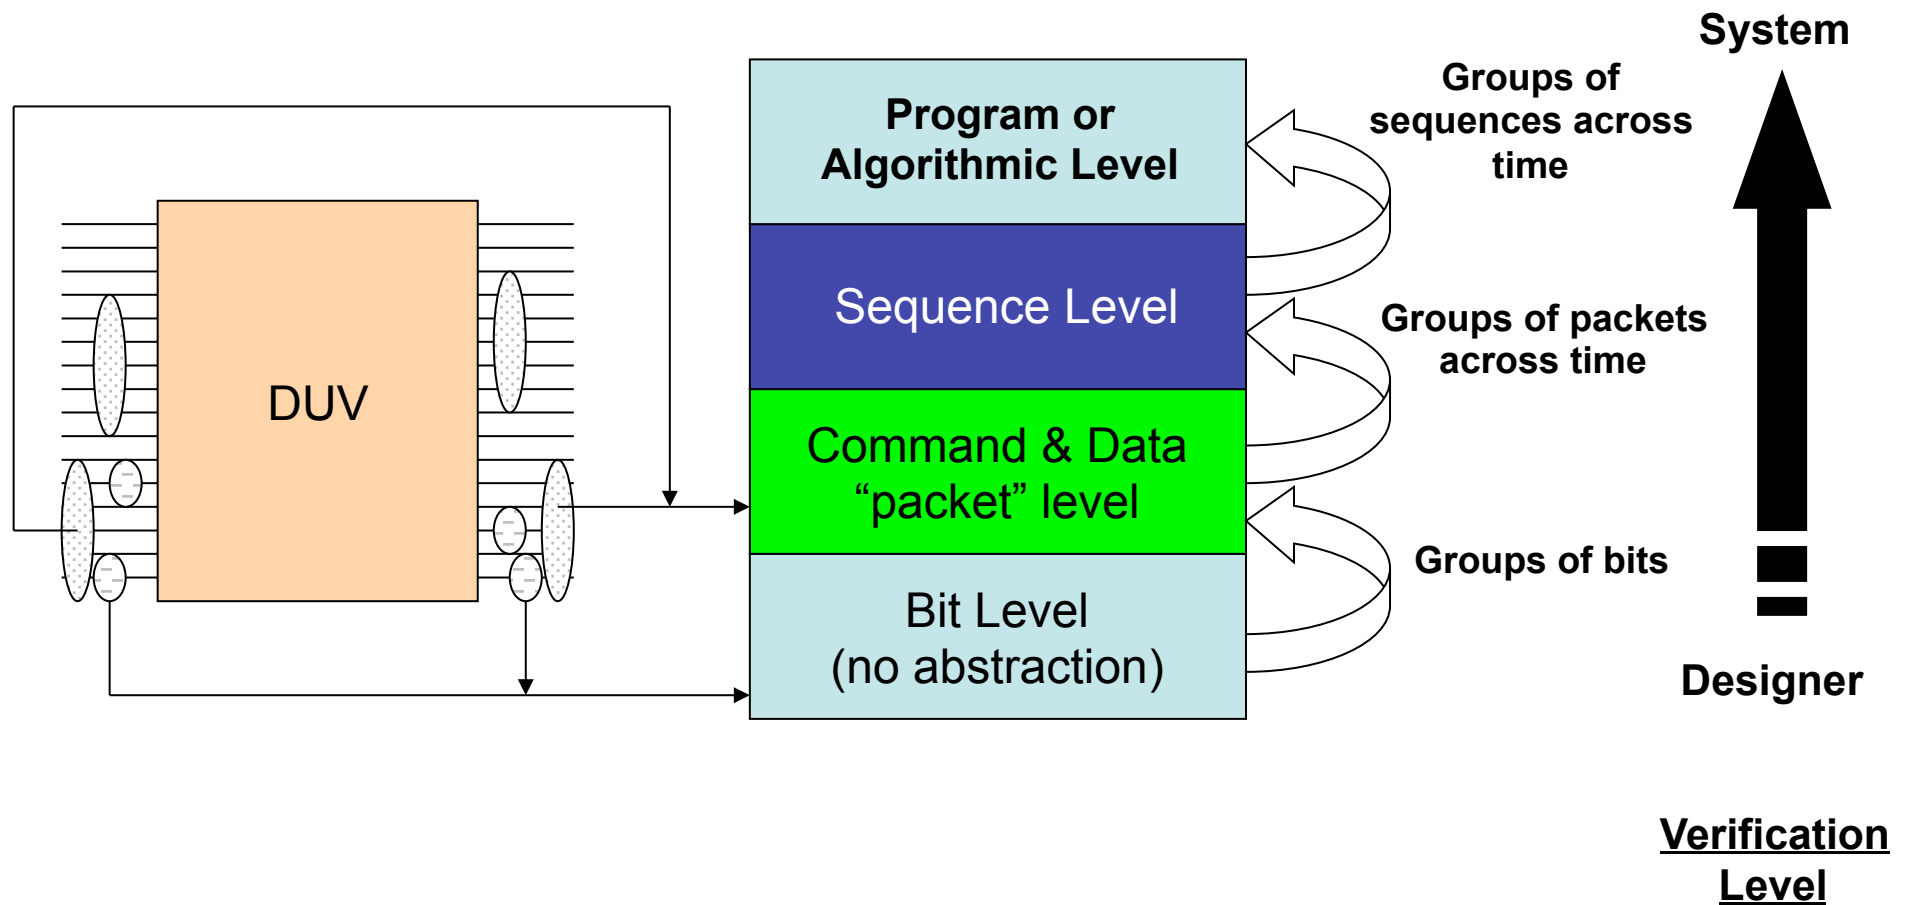 System
Groups of
sequences across
time
Program or
Algorithmic Level
DUV
Sequence Level
Groups of packets
across time
Command & Data
“packet” level
Groups of bits
Bit Level
(no abstraction)
Designer
Verification
Level